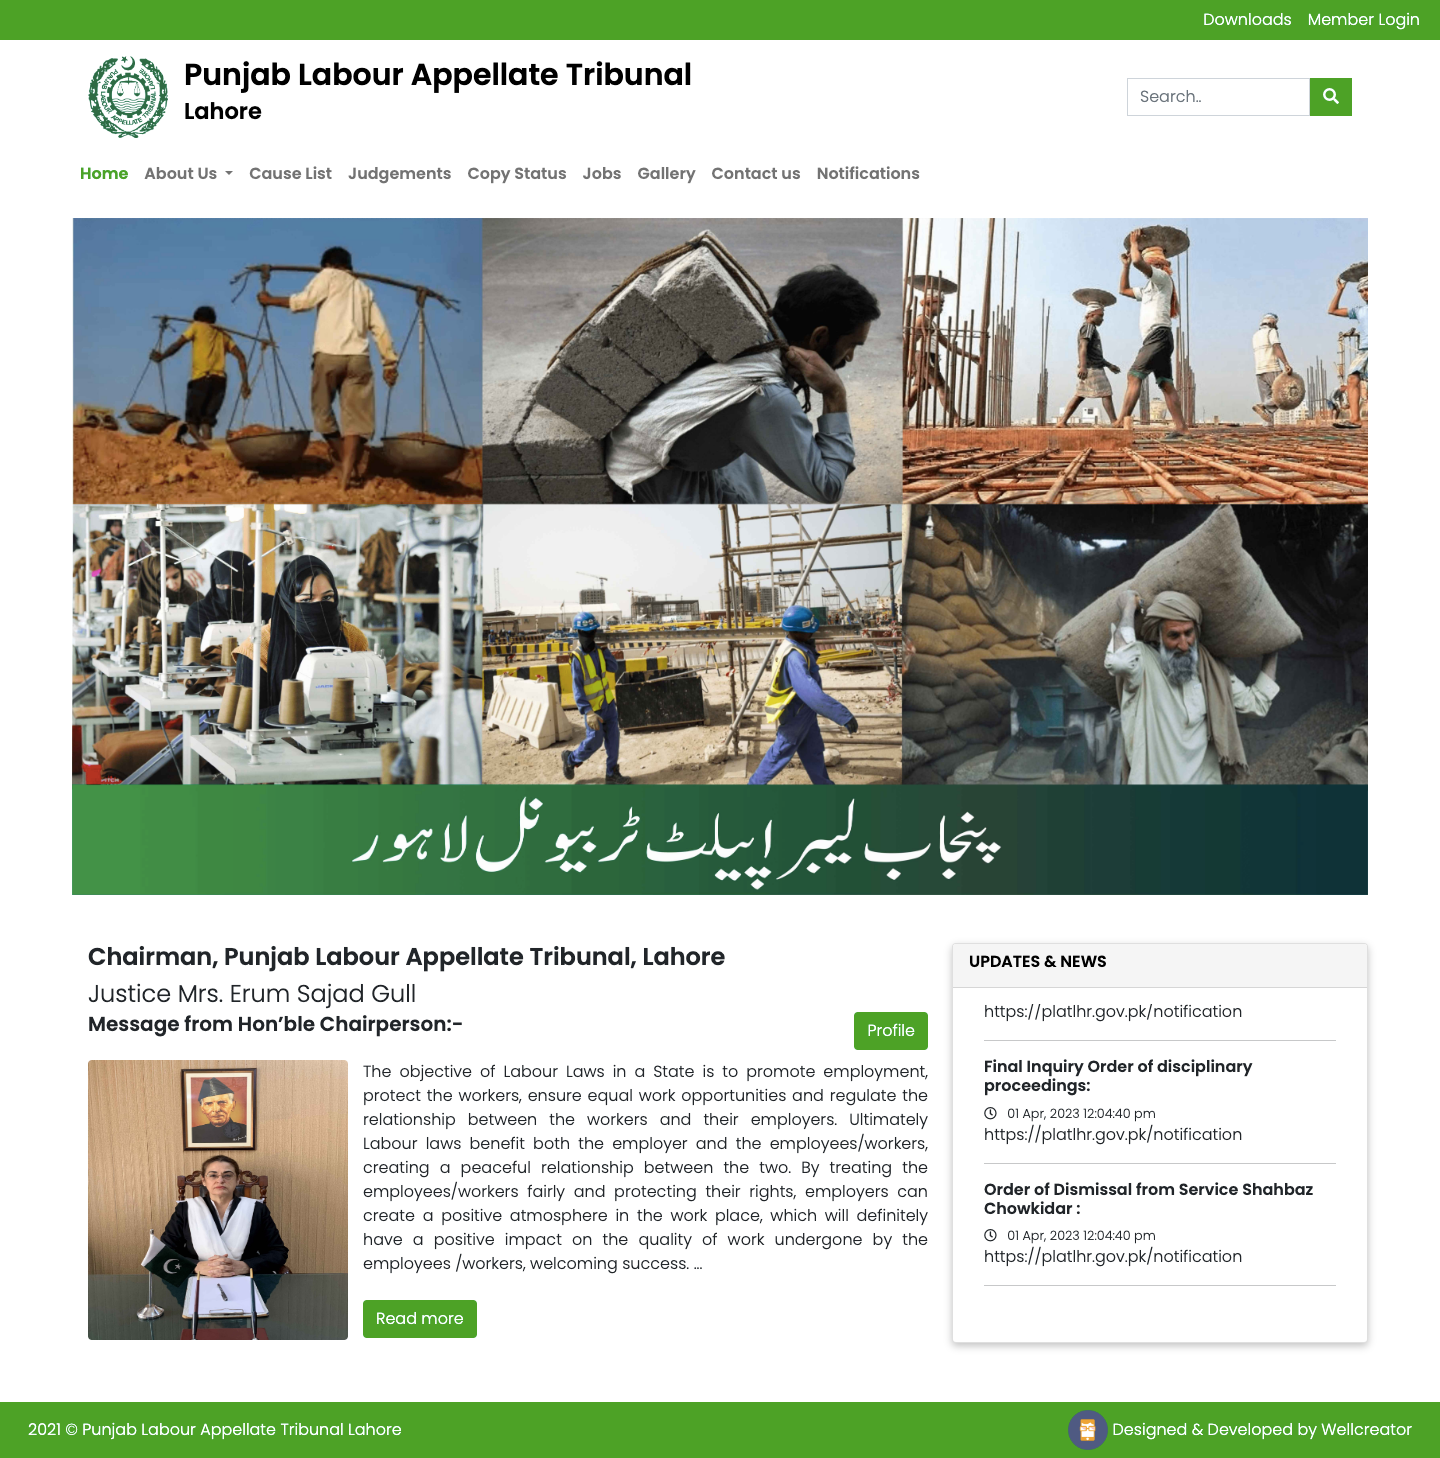 Downloads Member Login
PUNJAB LABOUR APPELLATE TRIBUNAL LAHORE
Punjab Labour Appellate Tribunal
Lahore
Search..
Home About Us Cause List Judgements Copy Status Jobs Gallery Contact us Notifications
پنجاب لیبر اپیلٹ ٹربیونل لاہور
Chairman, Punjab Labour Appellate Tribunal, Lahore
Justice Mrs. Erum Sajad Gull
Message from Hon’ble Chairperson:-
Profile
The objective of Labour Laws in a State is to promote employment,
protect the workers, ensure equal work opportunities and regulate the
relationship between the workers and their employers. Ultimately
Labour laws benefit both the employer and the employees/workers,
creating a peaceful relationship between the two. By treating the
employees/workers fairly and protecting their rights, employers can
create a positive atmosphere in the work place, which will definitely
have a positive impact on the quality of work undergone by the
employees /workers, welcoming success. ...
Read more
UPDATES & NEWS
https://platlhr.gov.pk/notification
Final Inquiry Order of disciplinary
proceedings:
01 Apr, 2023 12:04:40 pm
https://platlhr.gov.pk/notification
Order of Dismissal from Service Shahbaz
Chowkidar :
01 Apr, 2023 12:04:40 pm
https://platlhr.gov.pk/notification
2021 © Punjab Labour Appellate Tribunal Lahore
Designed & Developed by Wellcreator